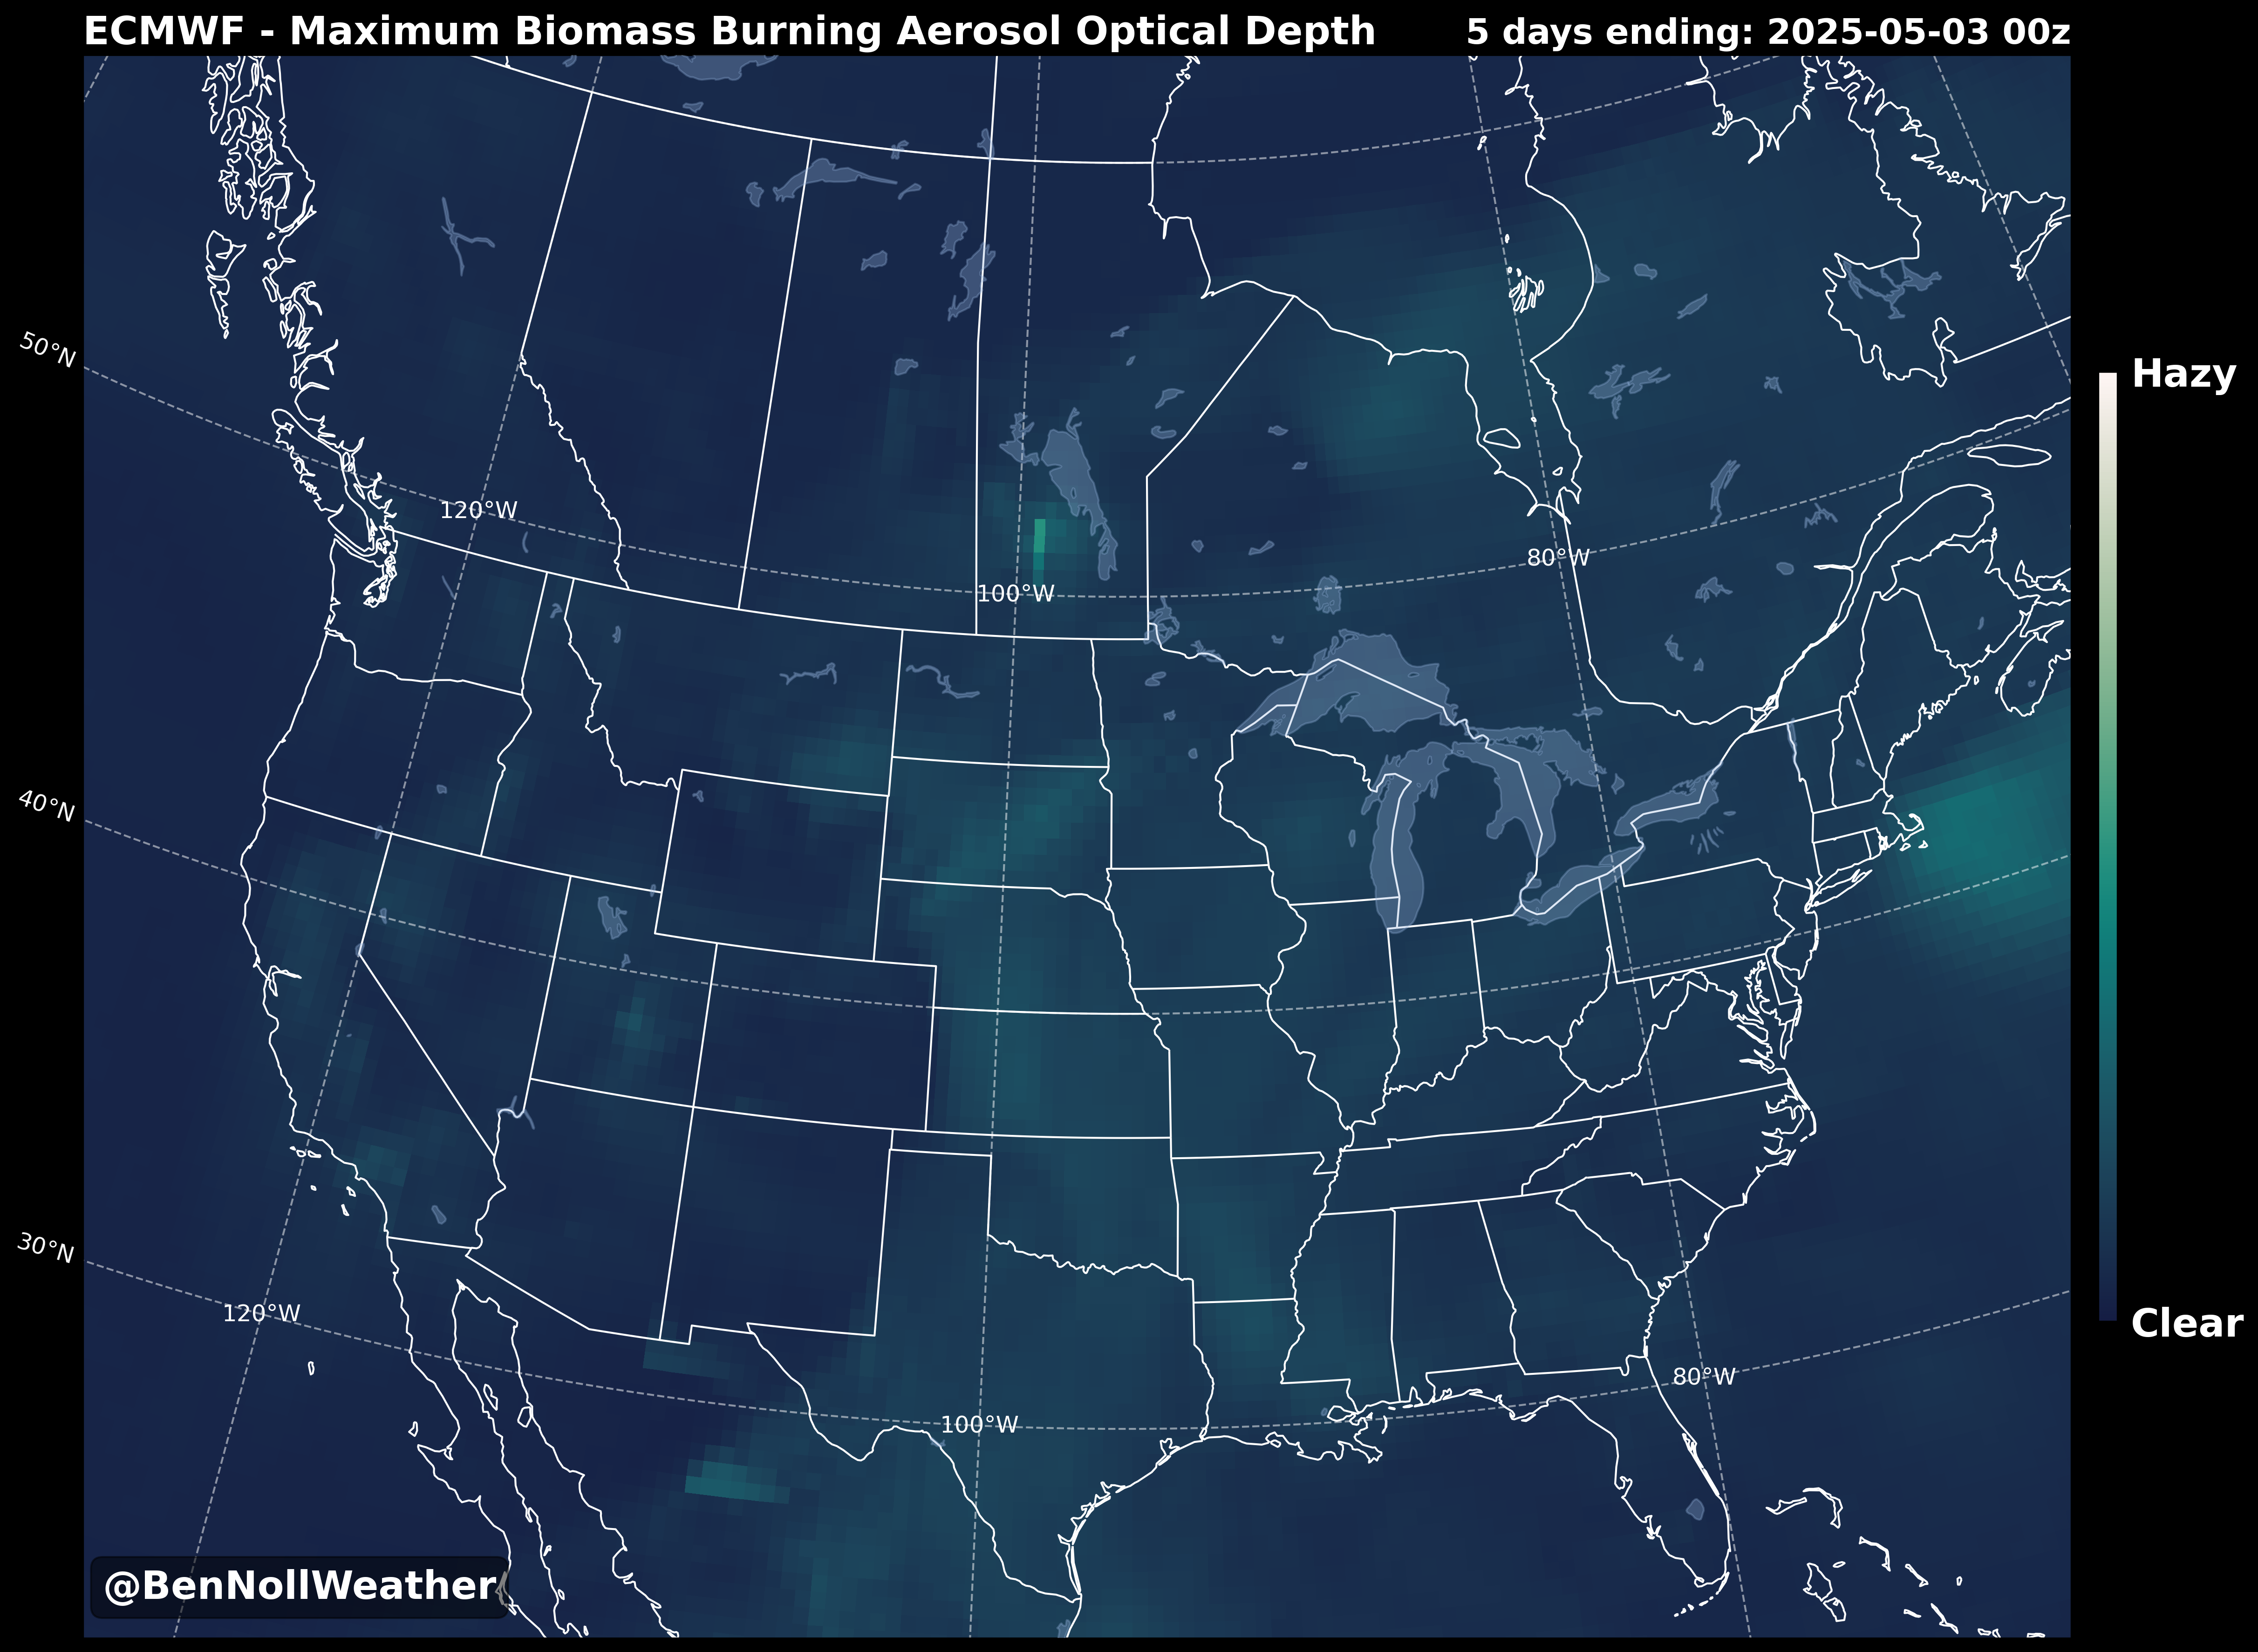 ECMWF - Maximum Biomass Burning Aerosol Optical Depth
5 days ending: 2025-05-03 00z
50°N
Hazy
120°W
80°W
100°W
40°N
30°N
120°W
Clear
80°W
100°W
@BenNollWeather